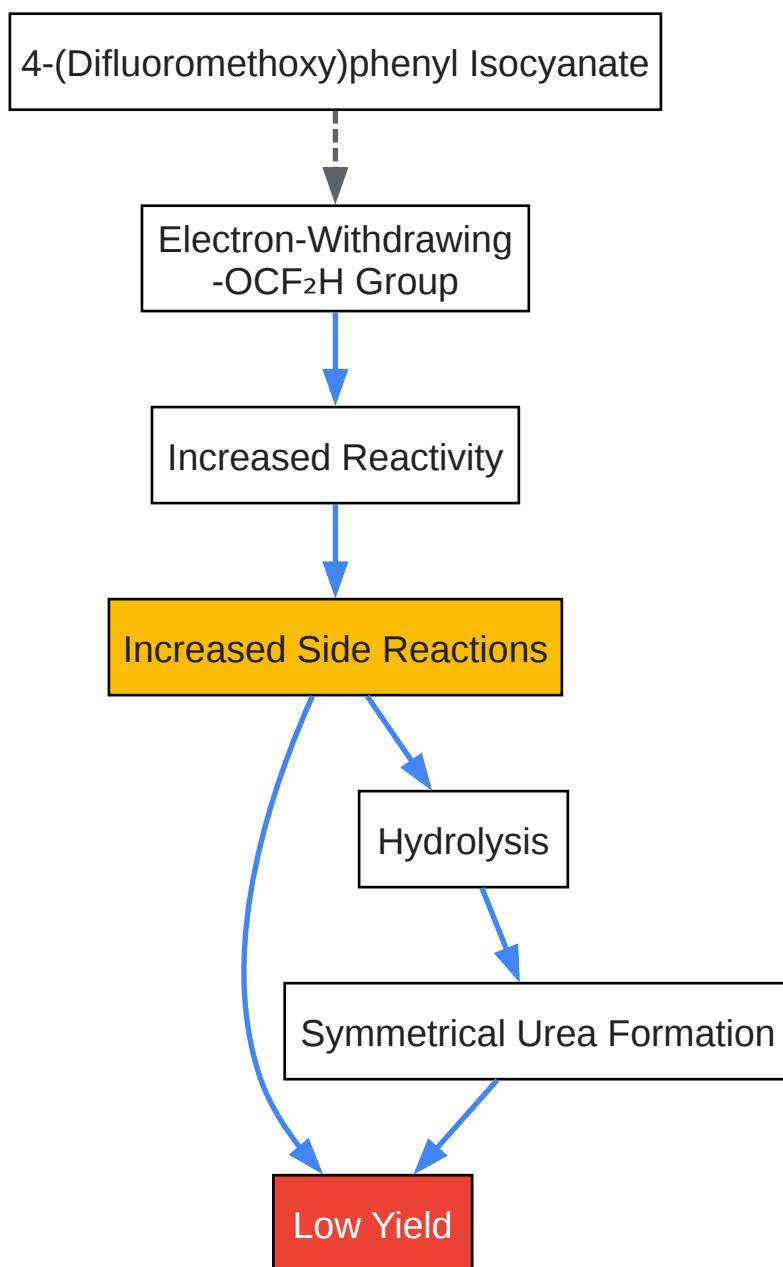 4-(Difluoromethoxy)phenyl Isocyanate
Electron-Withdrawing
-OCF₂H Group
Increased Reactivity
Increased Side Reactions
Hydrolysis
Symmetrical Urea Formation
Low Yield